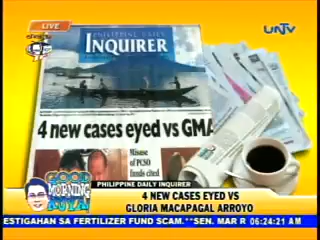 LIVE
UNTV
PHILIPPINE DAILY
INQUIRER
4 new cases eyed vs GMA
Misuse
of PCSO
funds cited
GOOD
MORNING
KUYA
PHILIPPINE DAILY INQUIRER
4 NEW CASES EYED VS
GLORIA MACAPAGAL ARROYO
ESTIGAHAN SA FERTILIZER FUND SCAM.**SEN. MAR R
06:24:21 AM